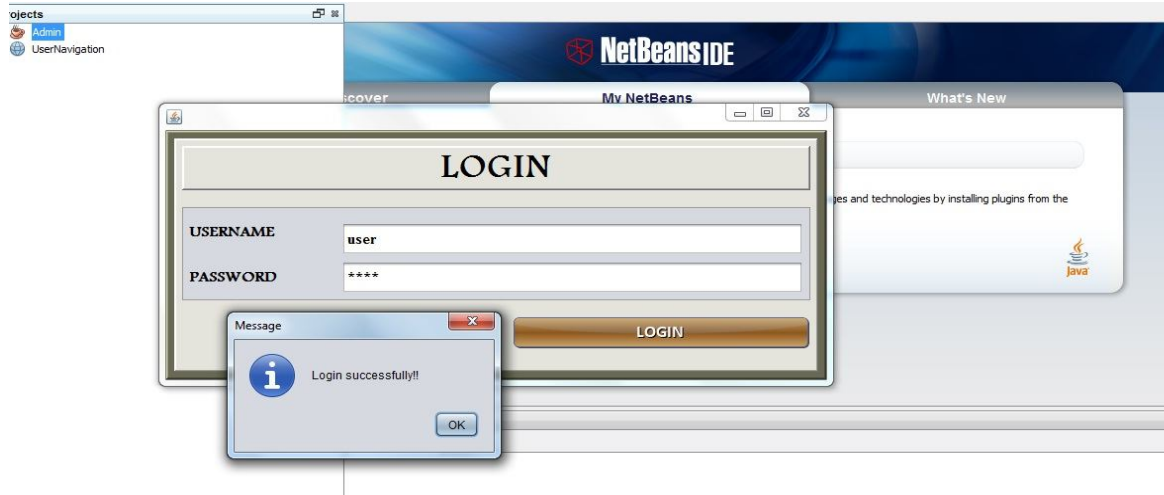 ojects
Admin
UserNavigation
NetBeans IDE
scover
My NetBeans
What's New
ges and technologies by installing plugins from the
Java
LOGIN
USERNAME
user
PASSWORD
****
LOGIN
Message
Login successfully!!
OK